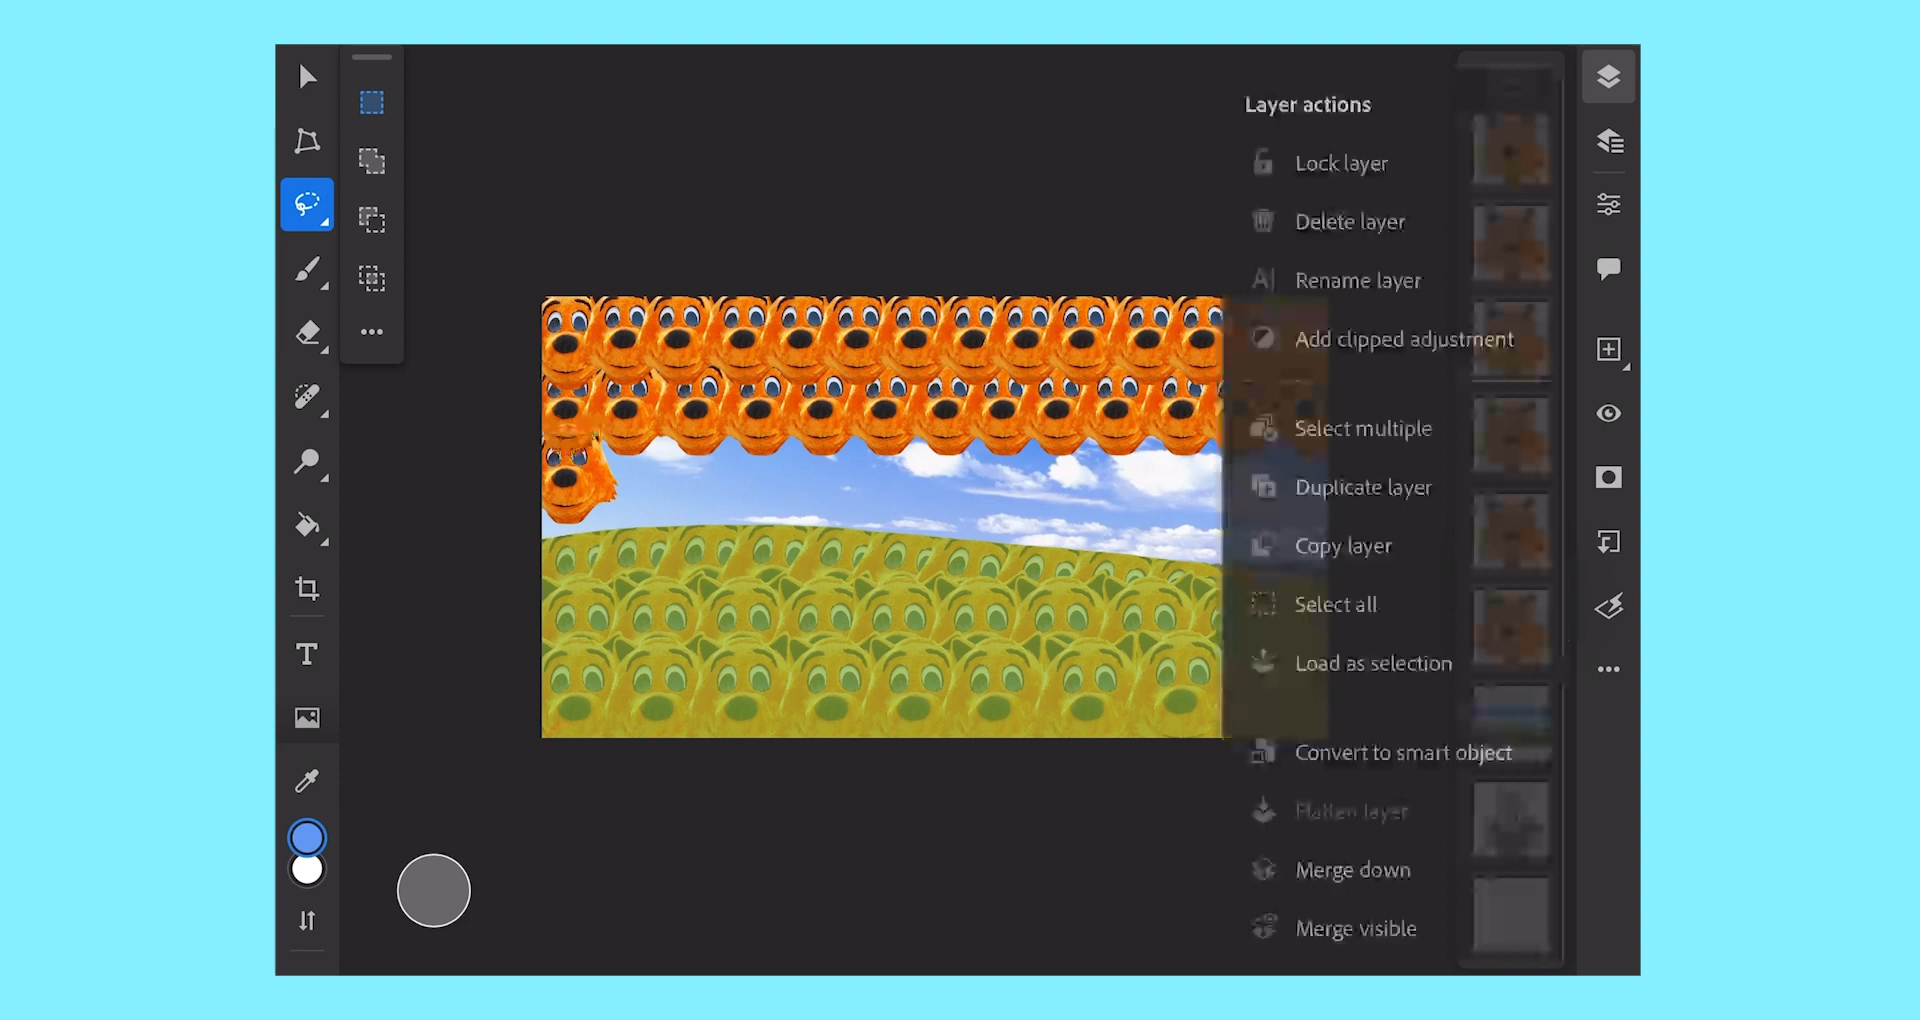 Layer actions
Lock layer
Delete layer
Rename layer
Add clipped adjustment
Select multiple
Duplicate layer
Copy layer
Select all
Load as selection
Convert to smart object
Flatten layer
Merge down
Merge visible